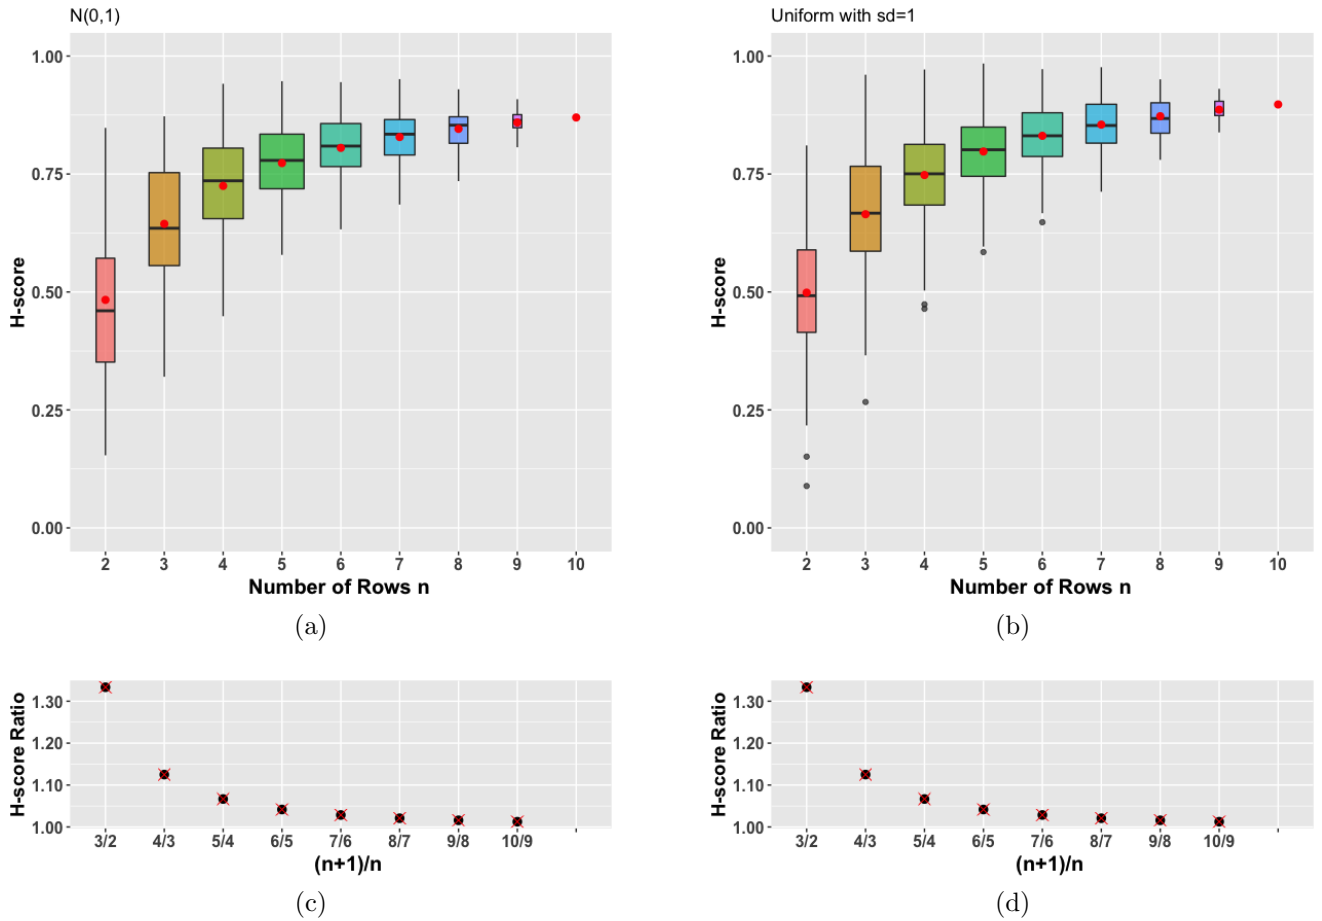 N(0,1)
1.00
0.75
0.50
0.25
0.00
H-score
2 3 4 5 6 7 8 9 10
Number of Rows n
(a)
Uniform with sd=1
1.00
0.75
0.50
0.25
0.00
H-score
2 3 4 5 6 7 8 9 10
Number of Rows n
(b)
1.30
1.20
1.10
1.00
H-score Ratio
3/2 4/3 5/4 6/5 7/6 8/7 9/8 10/9
(n+1)/n
(c)
1.30
1.20
1.10
1.00
H-score Ratio
3/2 4/3 5/4 6/5 7/6 8/7 9/8 10/9
(n+1)/n
(d)